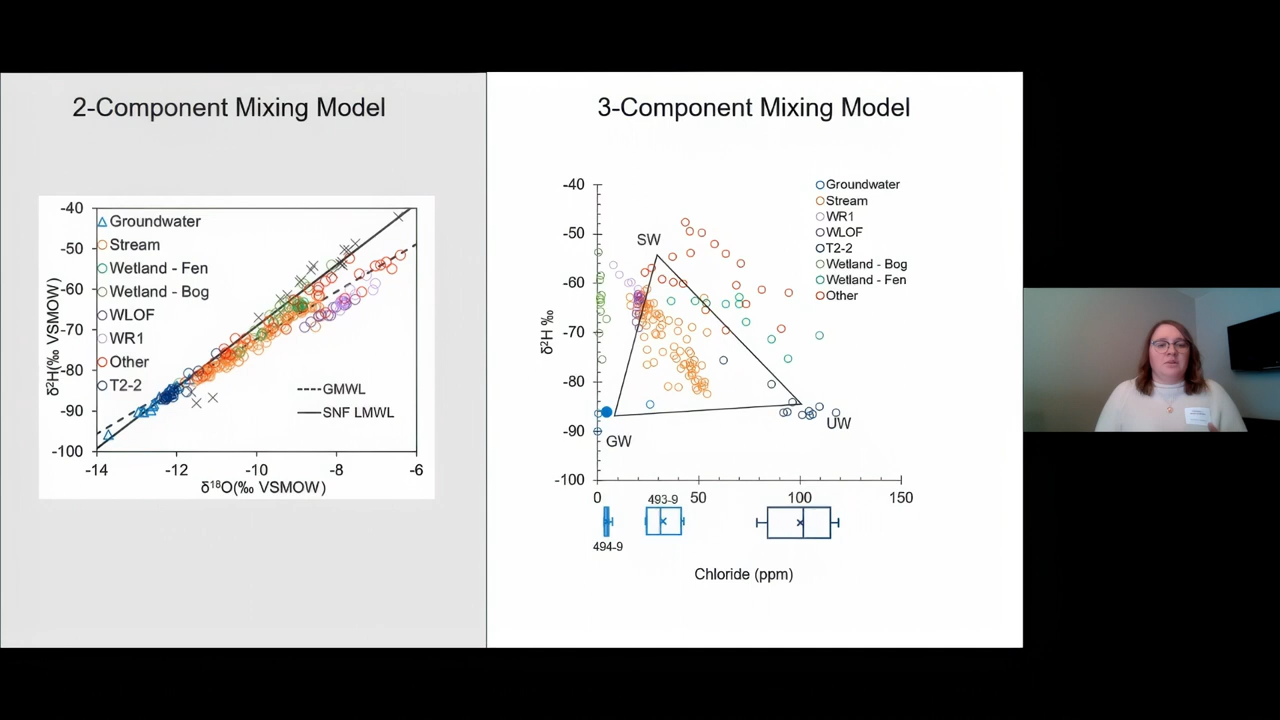 2-Component Mixing Model
-40
-50
-60
-70
-80
-90
-100
δ²H(‰ VSMOW)
Groundwater
Stream
Wetland - Fen
Wetland - Bog
WLOF
WR1
Other
T2-2
GMWL
SNF LMWL
-14
-12
-10
-8
-6
δ¹⁸O(‰ VSMOW)
3-Component Mixing Model
-40
-50
-60
-70
-80
-90
-100
δ²H ‰
SW
GW
UW
Groundwater
Stream
WR1
WLOF
T2-2
Wetland - Bog
Wetland - Fen
Other
0
50
100
150
493-9
494-9
Chloride (ppm)